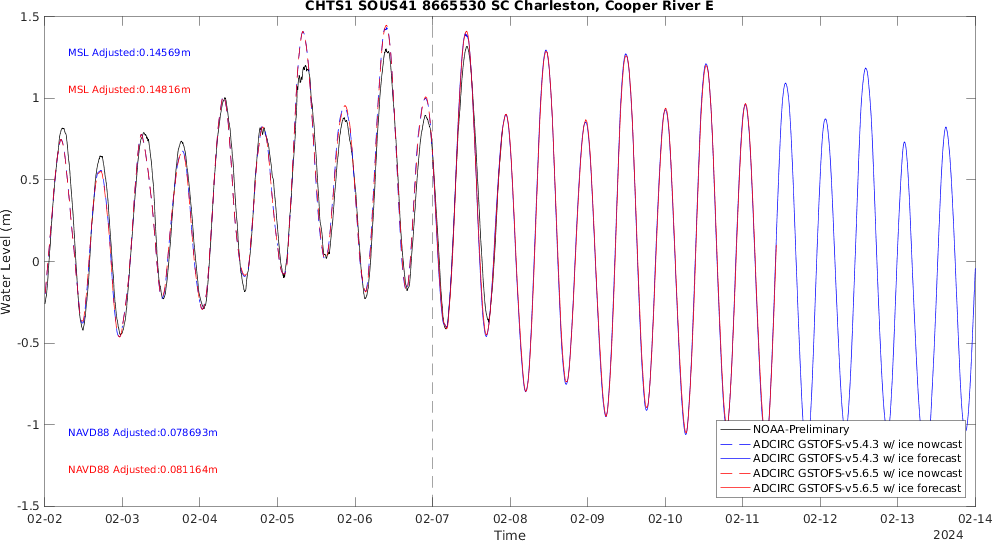 CHTS1 SOUS41 8665530 SC Charleston, Cooper River E
1.5
1
0.5
0
-0.5
-1
-1.5
Water Level (m)
MSL Adjusted:0.14569m
MSL Adjusted:0.14816m
NAVD88 Adjusted:0.078693m
NAVD88 Adjusted:0.081164m
NOAA-Preliminary
ADCIRC GSTOFS-v5.4.3 w/ ice nowcast
ADCIRC GSTOFS-v5.4.3 w/ ice forecast
ADCIRC GSTOFS-v5.6.5 w/ ice nowcast
ADCIRC GSTOFS-v5.6.5 w/ ice forecast
02-02 02-03 02-04 02-05 02-06 02-07 02-08 02-09 02-10 02-11 02-12 02-13 02-14
Time
2024